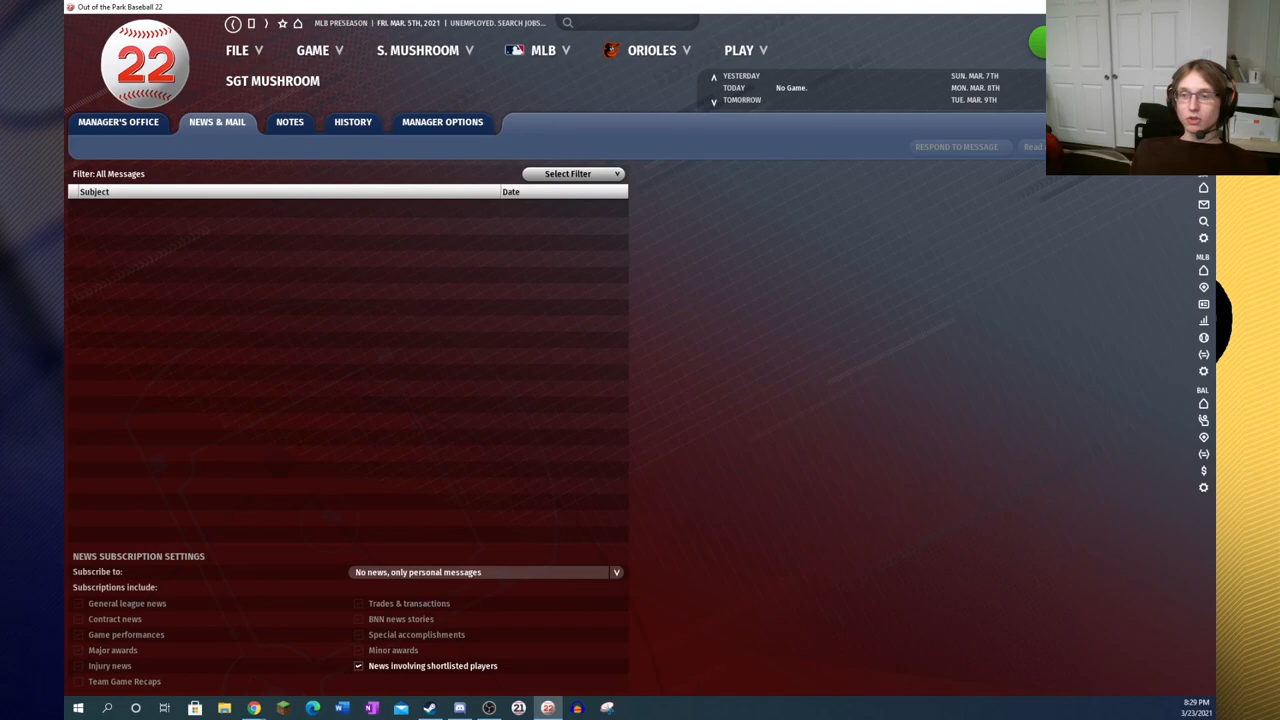 Out of the Park Baseball 22
MLB PRESEASON | FRI. MAR. 5TH, 2021 | UNEMPLOYED. SEARCH JOBS...
22
FILE GAME S. MUSHROOM MLB ORIOLES PLAY
SGT MUSHROOM
YESTERDAY SUN. MAR. 7TH
TODAY No Game. MON. MAR. 8TH
TOMORROW TUE. MAR. 9TH
MANAGER'S OFFICE NEWS & MAIL NOTES HISTORY MANAGER OPTIONS
RESPOND TO MESSAGE Read
Filter: All Messages Select Filter
Subject Date
MLB
BAL
NEWS SUBSCRIPTION SETTINGS
Subscribe to: No news, only personal messages
Subscriptions include:
General league news Trades & transactions
Contract news BNN news stories
Game performances Special accomplishments
Major awards Minor awards
Injury news News involving shortlisted players
Team Game Recaps
21 22
8:29 PM
3/23/2021